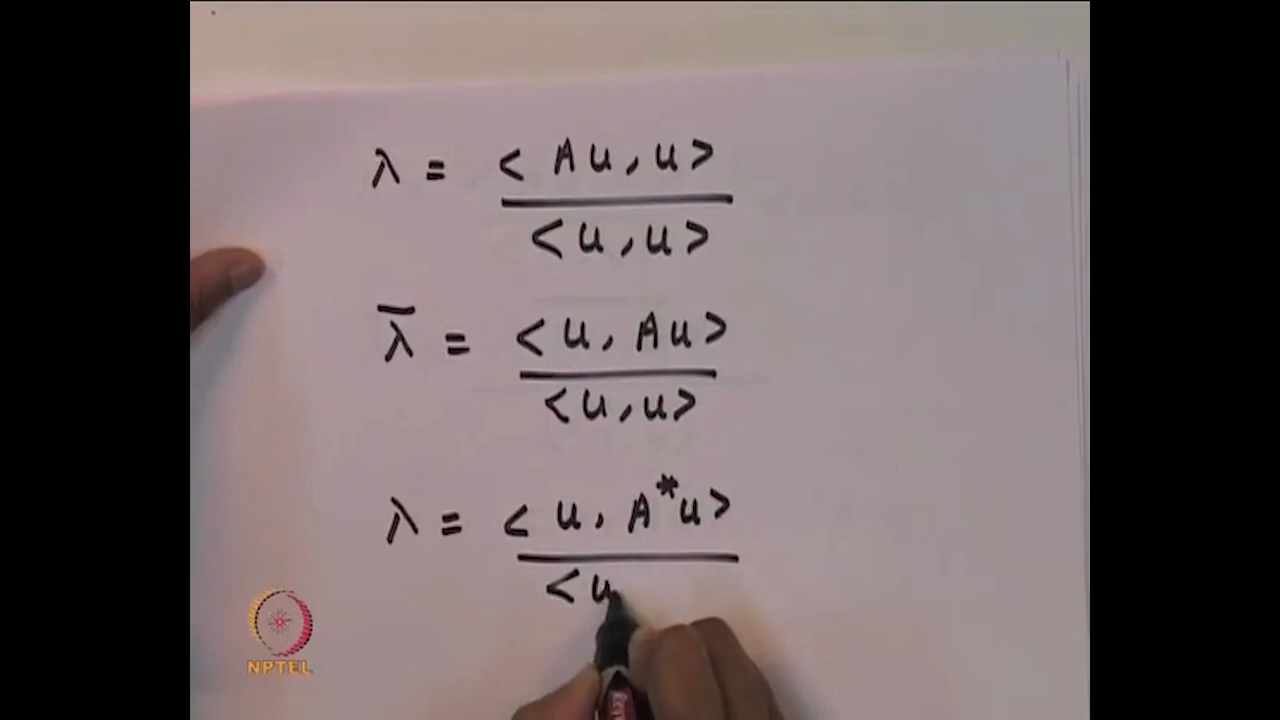 λ = < Au, u >
< u, u >
λ̅ = < u, Au >
< u, u >
λ = < u, A*u >
< u
NPTEL